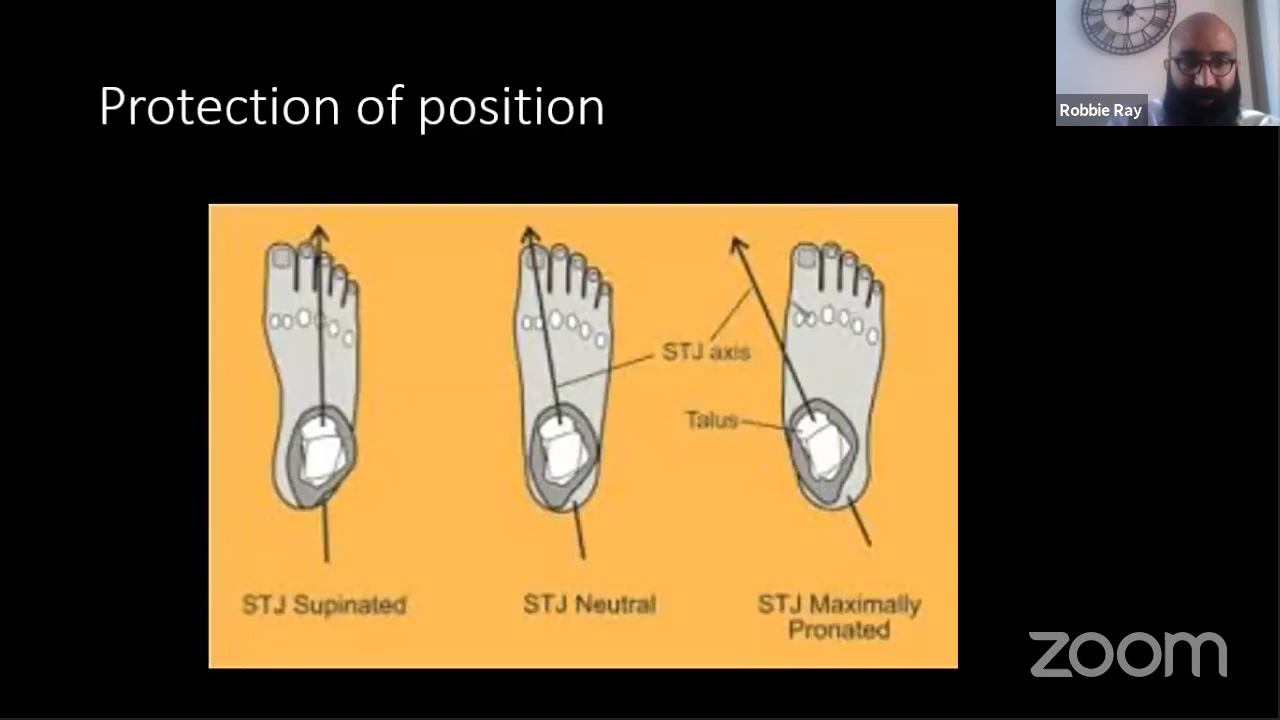 Protection of position
Robbie Ray
STJ axis
Talus
STJ Supinated
STJ Neutral
STJ Maximally
Pronated
zoom